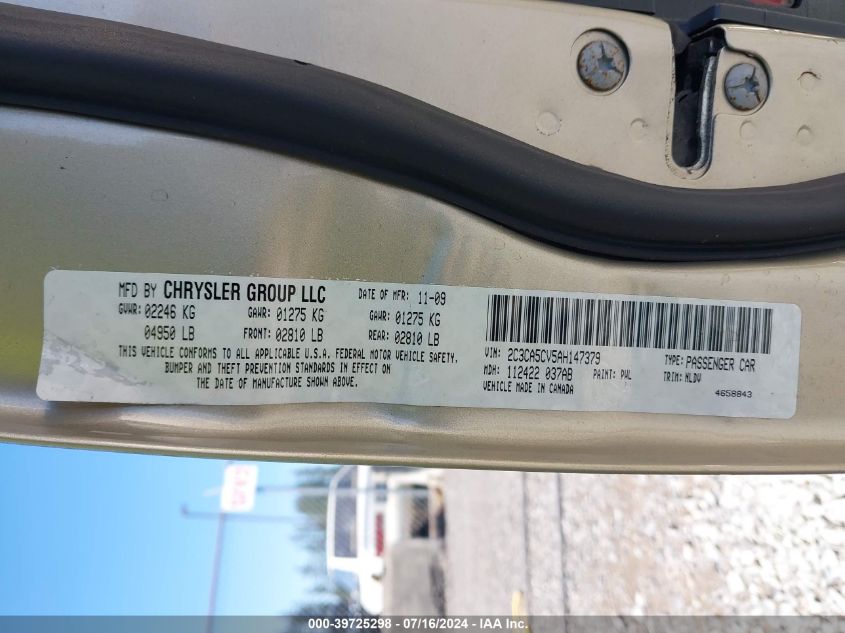 MFD BY CHRYSLER GROUP LLC DATE OF MFR: 11-09
GVWR: 02246 KG GAWR: 01275 KG GAWR: 01275 KG
04950 LB FRONT: 02810 LB REAR: 02810 LB
THIS VEHICLE CONFORMS TO ALL APPLICABLE U.S.A. FEDERAL MOTOR VEHICLE SAFETY,
BUMPER AND THEFT PREVENTION STANDARDS IN EFFECT ON
THE DATE OF MANUFACTURE SHOWN ABOVE.
VIN: 2C3CA5CV5AH147379 TYPE: PASSENGER CAR
MDH: 112422 037AB PAINT: PWL TRIM: NLDV
VEHICLE MADE IN CANADA 4658843
000-39725298 - 07/16/2024 - IAA Inc.